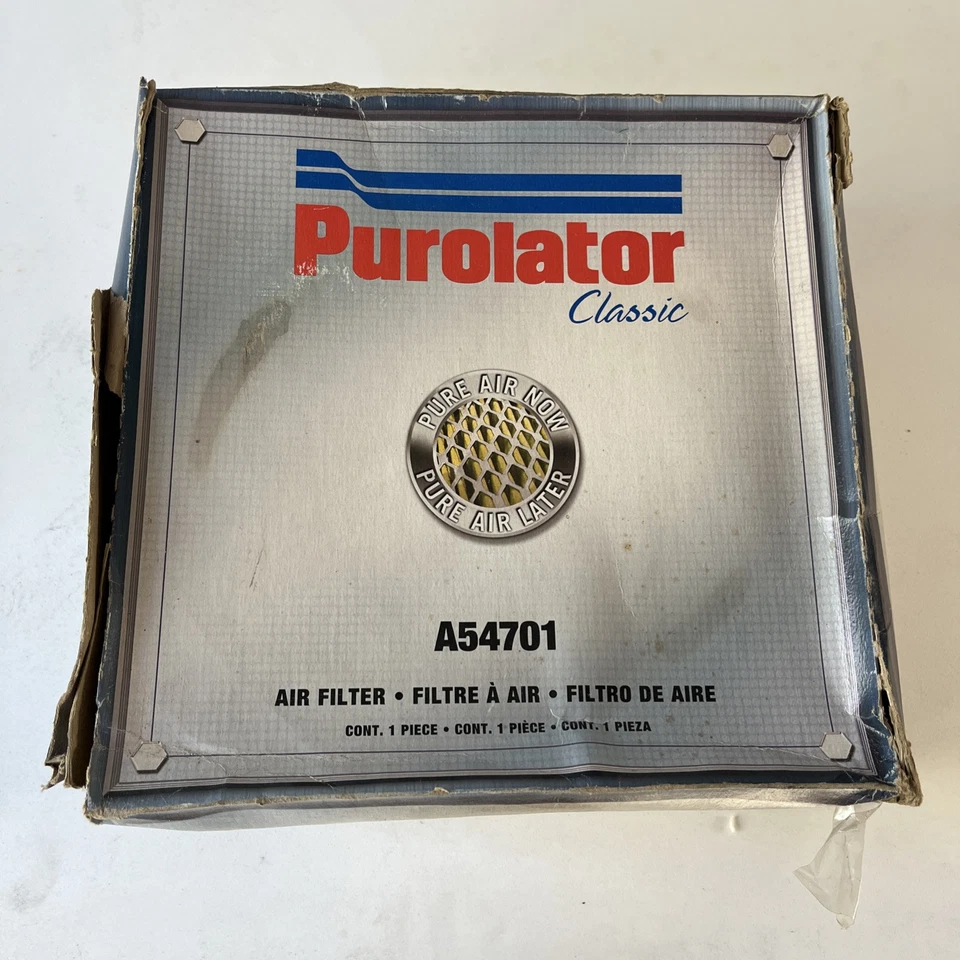 Purolator
Classic
PURE AIR NOW
PURE AIR LATER
A54701
AIR FILTER • FILTRE À AIR • FILTRO DE AIRE
CONT. 1 PIECE • CONT. 1 PIÈCE • CONT. 1 PIEZA